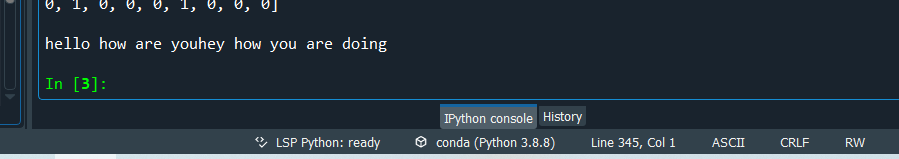 0, 1, 0, 0, 0, 1, 0, 0, 0]
hello how are youhey how you are doing
In [3]:
IPython console History
LSP Python: ready conda (Python 3.8.8) Line 345, Col 1 ASCII CRLF RW